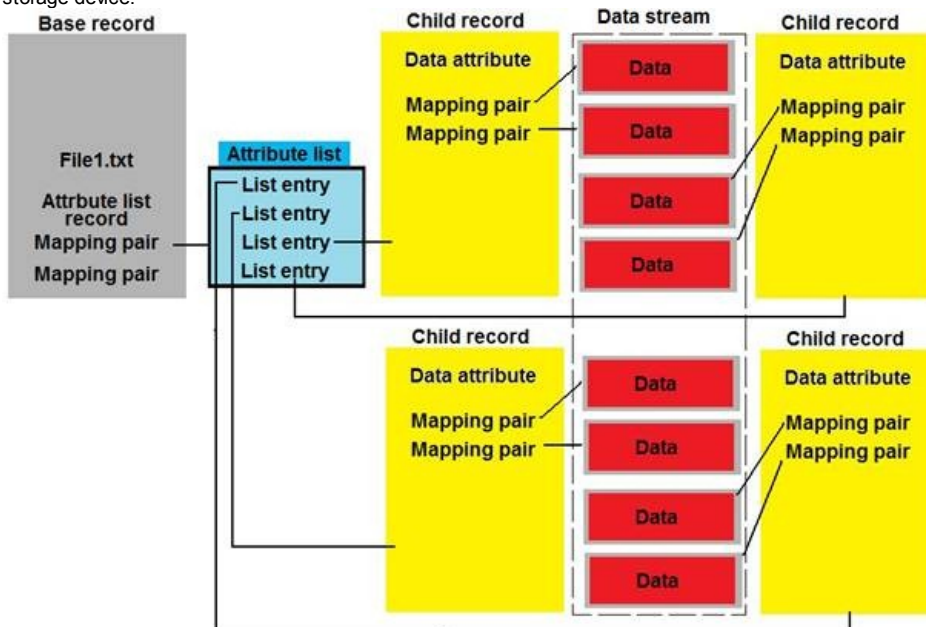 storage device.
Base record
File1.txt
Attrbute list
record
Mapping pair
Mapping pair
Attribute list
List entry
List entry
List entry
List entry
Child record
Data attribute
Mapping pair
Mapping pair
Data stream
Data
Data
Data
Data
Child record
Data attribute
Mapping pair
Mapping pair
Child record
Data attribute
Mapping pair
Mapping pair
Data
Data
Data
Data
Child record
Data attribute
Mapping pair
Mapping pair